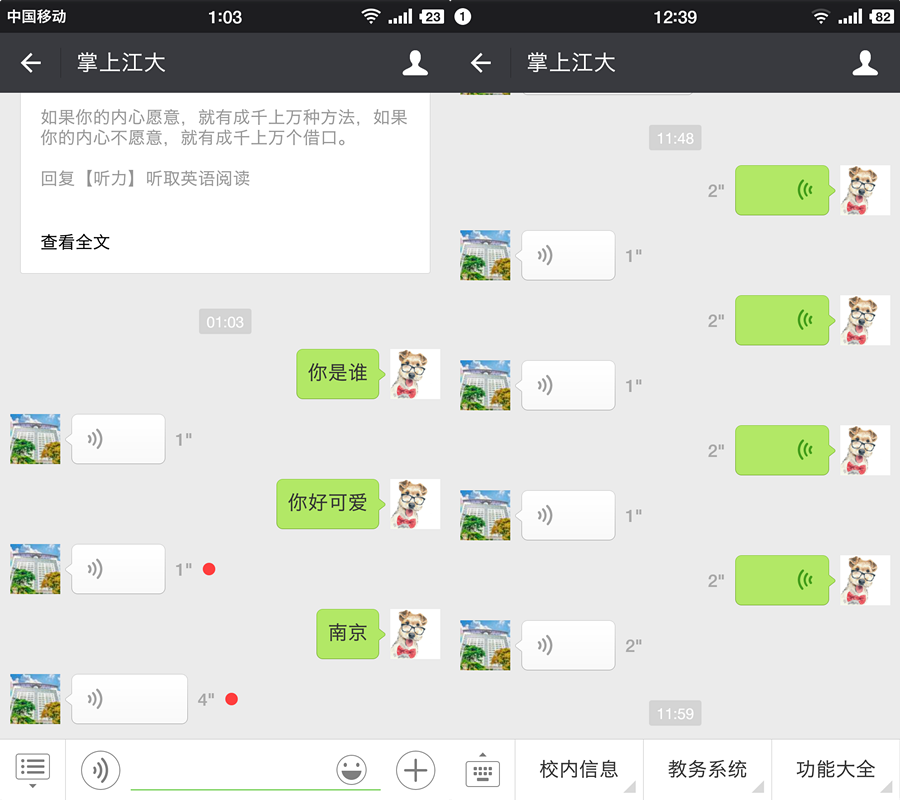 中国移动
1:03
23
掌上江大
如果你的内心愿意，就有成千上万种方法，如果
你的内心不愿意，就有成千上万个借口。
回复【听力】听取英语阅读
查看全文
01:03
你是谁
1"
你好可爱
1"
南京
4"
1
12:39
82
掌上江大
11:48
2"
1"
2"
1"
2"
1"
2"
2"
11:59
校内信息
教务系统
功能大全